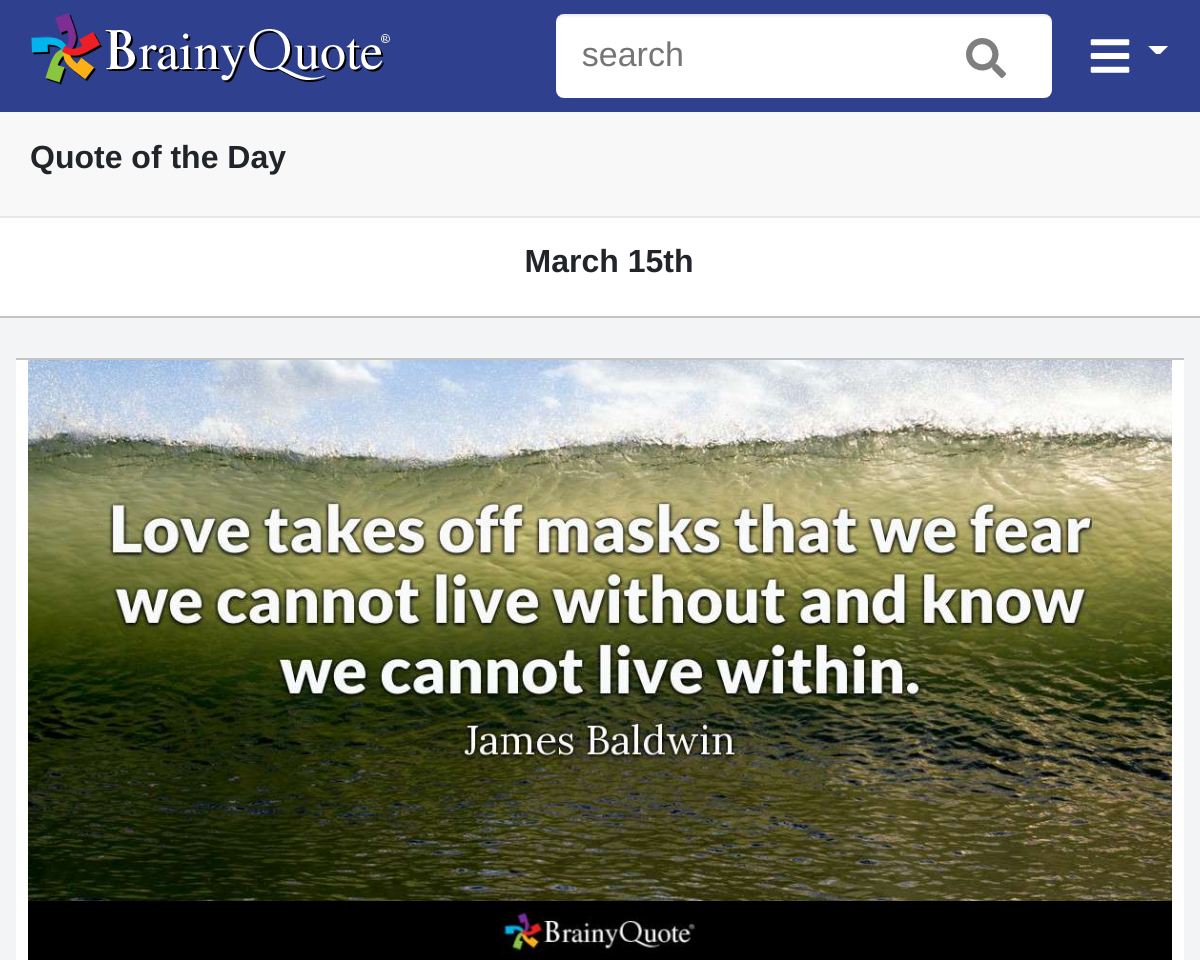 BrainyQuote®
search
Quote of the Day
March 15th
Love takes off masks that we fear
we cannot live without and know
we cannot live within.
James Baldwin
BrainyQuote®